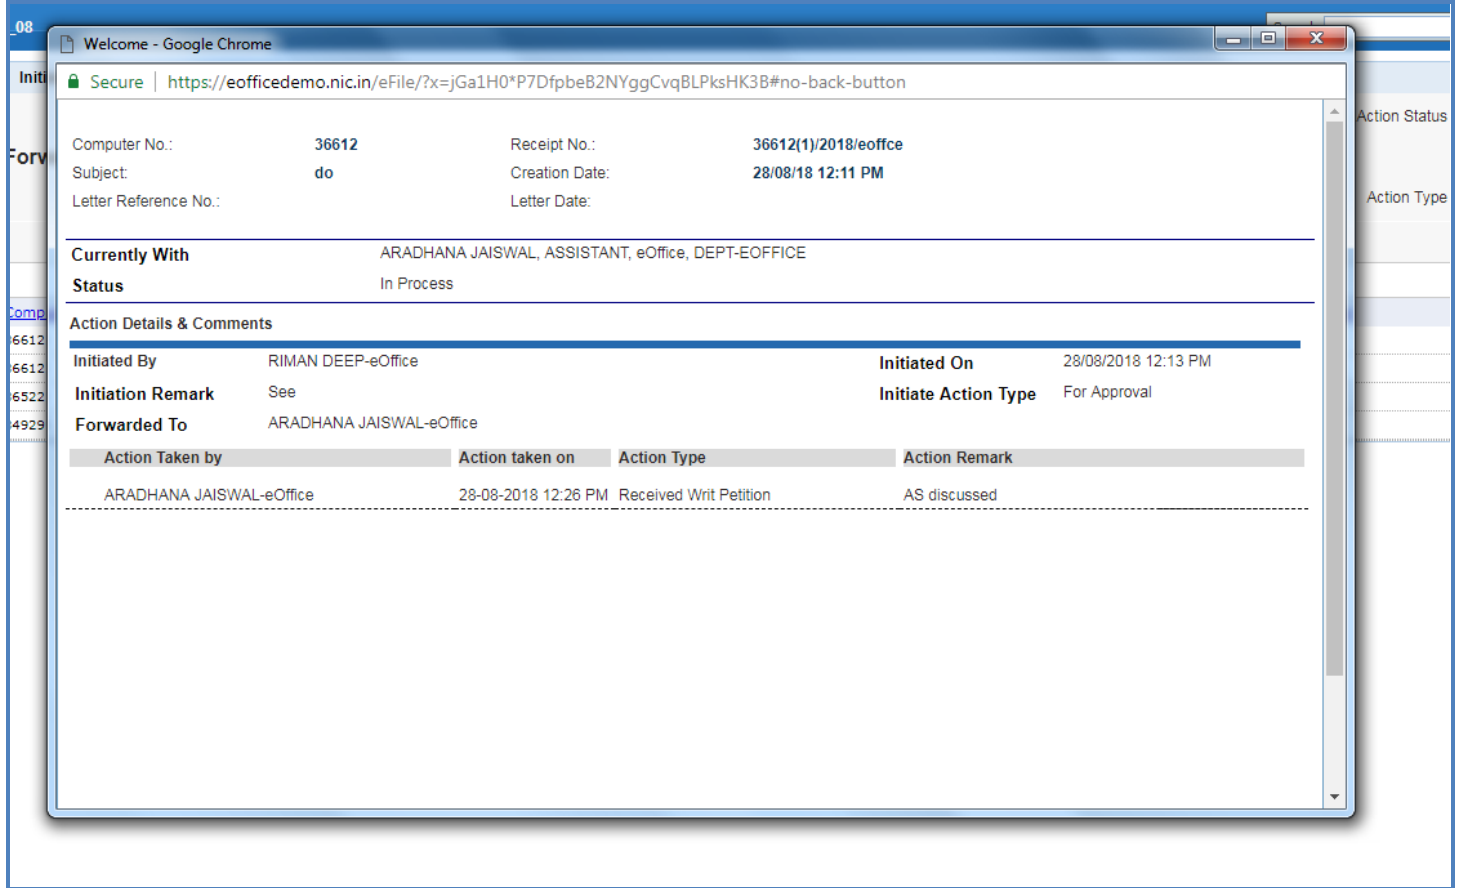 _08
Welcome - Google Chrome
Secure | https://eofficedemo.nic.in/eFile/?x=jGa1H0*P7DfpbeB2NYggCvqBLPksHK3B#no-back-button
Initi
Action Status
Computer No.: 36612 Receipt No.: 36612(1)/2018/eoffce
Forw
Subject: do Creation Date: 28/08/18 12:11 PM
Letter Reference No.: Letter Date:
Action Type
Currently With ARADHANA JAISWAL, ASSISTANT, eOffice, DEPT-EOFFICE
Status In Process
Comp
Action Details & Comments
36612
Initiated By RIMAN DEEP-eOffice Initiated On 28/08/2018 12:13 PM
36612
Initiation Remark See Initiate Action Type For Approval
36522
Forwarded To ARADHANA JAISWAL-eOffice
34929
Action Taken by Action taken on Action Type Action Remark
ARADHANA JAISWAL-eOffice 28-08-2018 12:26 PM Received Writ Petition AS discussed